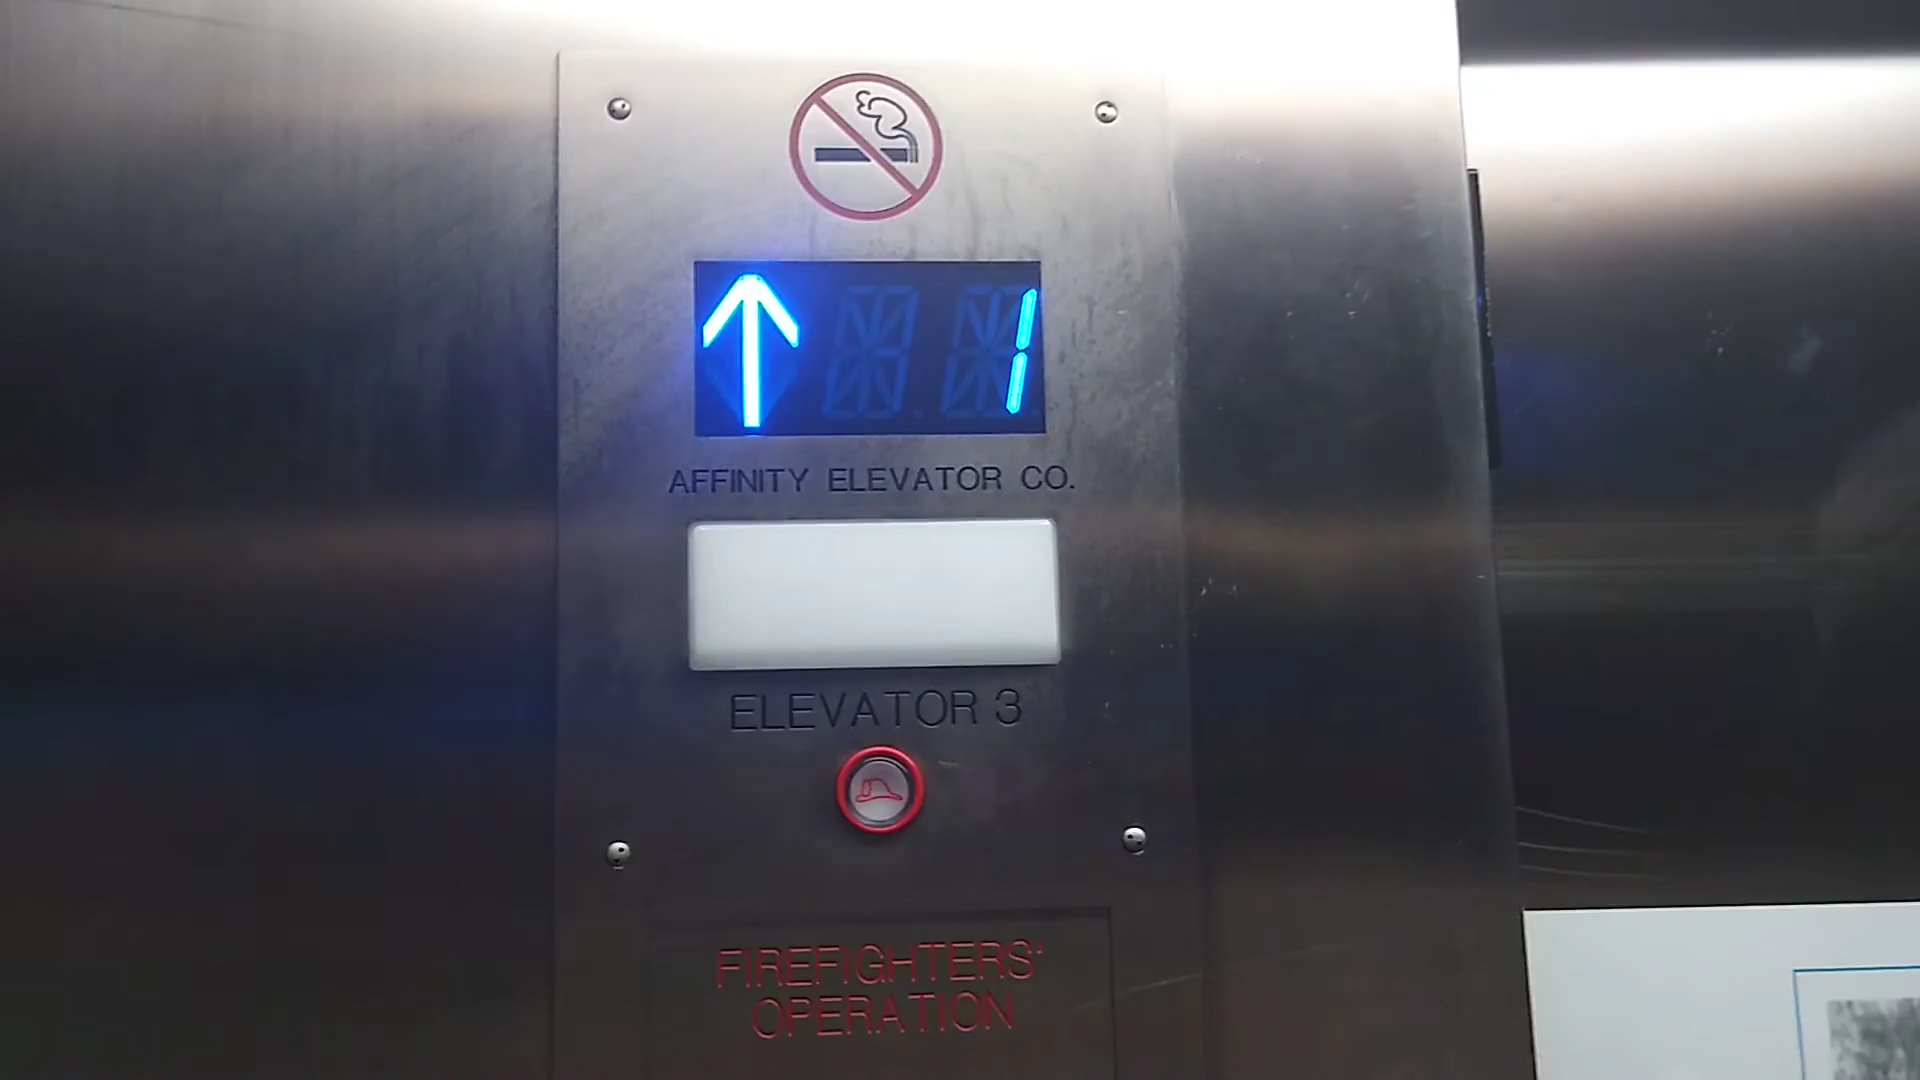 1
AFFINITY ELEVATOR CO.
ELEVATOR 3
FIREFIGHTERS'
OPERATION